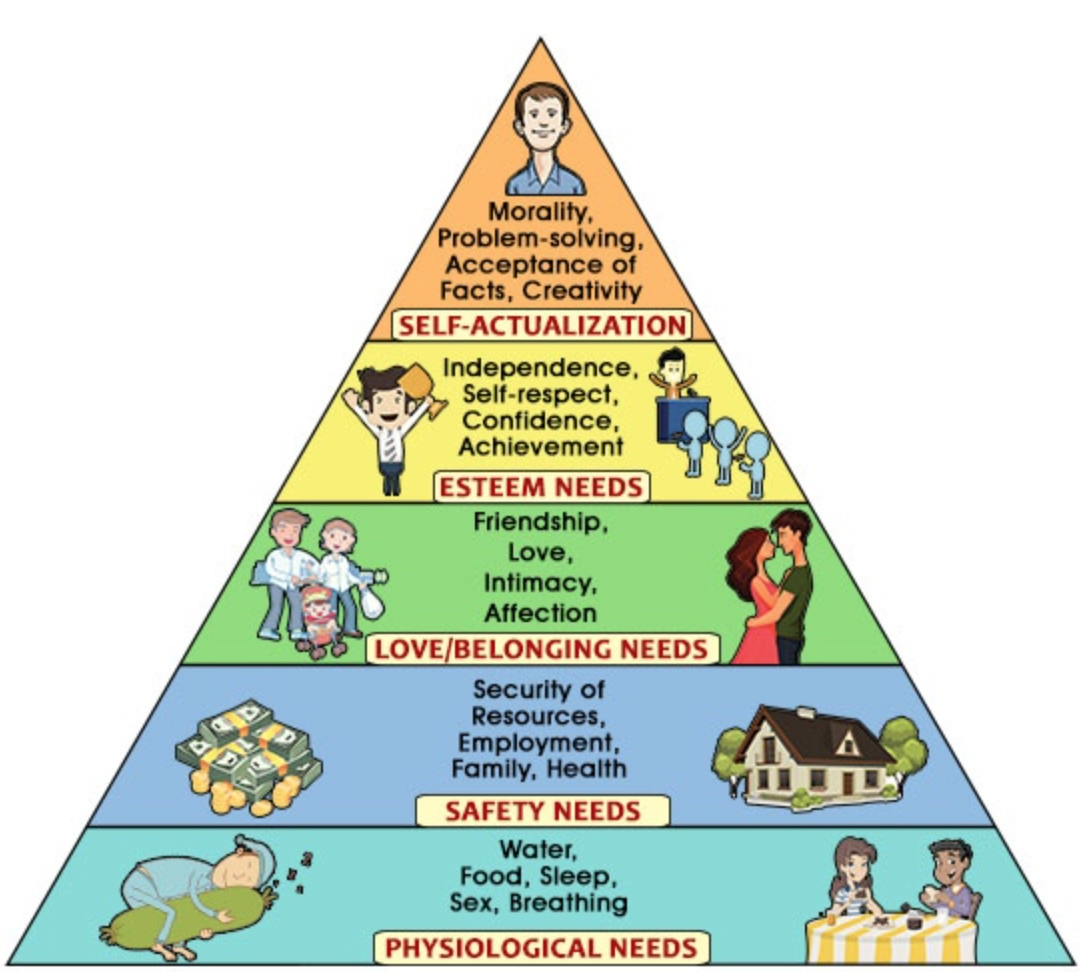 Morality,
Problem-solving,
Acceptance of
Facts, Creativity
SELF-ACTUALIZATION
Independence,
Self-respect,
Confidence,
Achievement
ESTEEM NEEDS
Friendship,
Love,
Intimacy,
Affection
LOVE/BELONGING NEEDS
Security of
Resources,
Employment,
Family, Health
SAFETY NEEDS
Water,
Food, Sleep,
Sex, Breathing
PHYSIOLOGICAL NEEDS